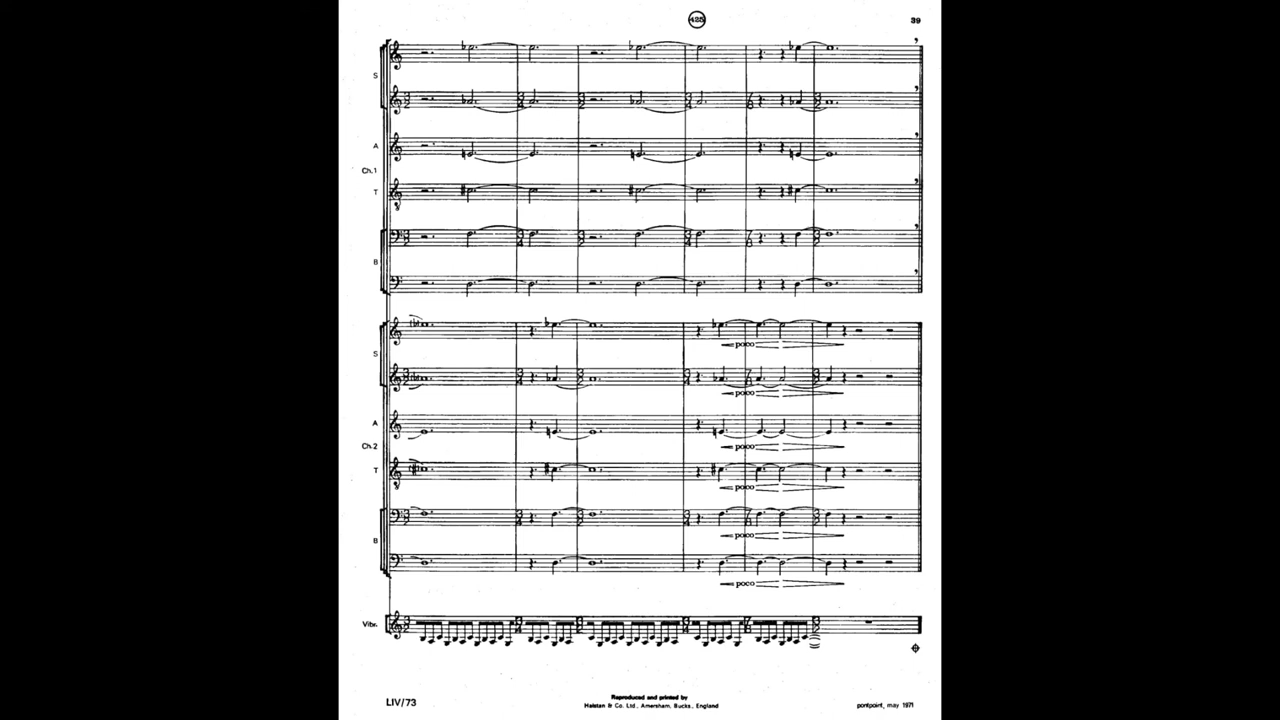 425
39
S
A
Ch.1
T
B
S
poco
poco
A
poco
Ch.2
T
poco
B
poco
poco
Vibr.
LIV/73
Reproduced and printed by
Halstan & Co. Ltd., Amersham, Bucks., England
pontpoint, may 1971